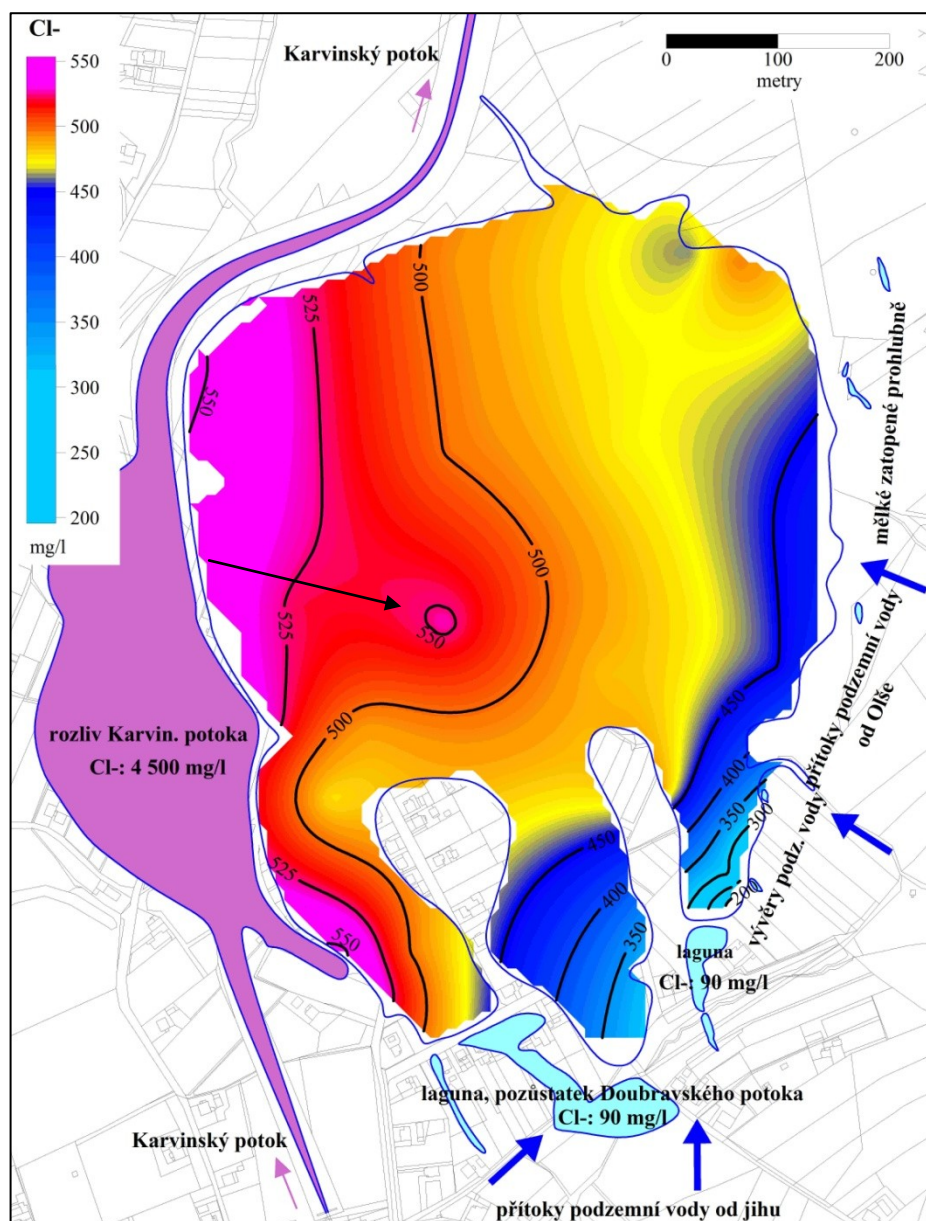 Cl-
550
500
450
400
350
300
250
200
mg/l
Karvinský potok
0 100 200
metry
500
525
550
mělké zatopené prohlubně
500
550
525
přítoky podzemní vody
od Olše
450
500
rozliv Karvin. potoka
Cl-: 4 500 mg/l
400
350
300
200
vývěry podz. vody
450
400
350
525
550
laguna
Cl-: 90 mg/l
laguna, pozůstatek Doubravského potoka
Cl-: 90 mg/l
Karvinský potok
přítoky podzemní vody od jihu